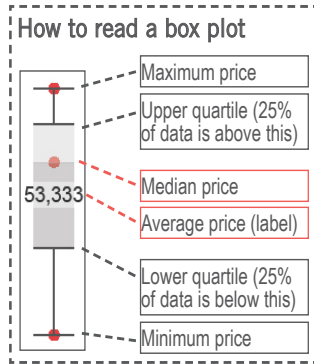 How to read a box plot
Maximum price
Upper quartile (25%
of data is above this)
Median price
53,333
Average price (label)
Lower quartile (25%
of data is below this)
Minimum price